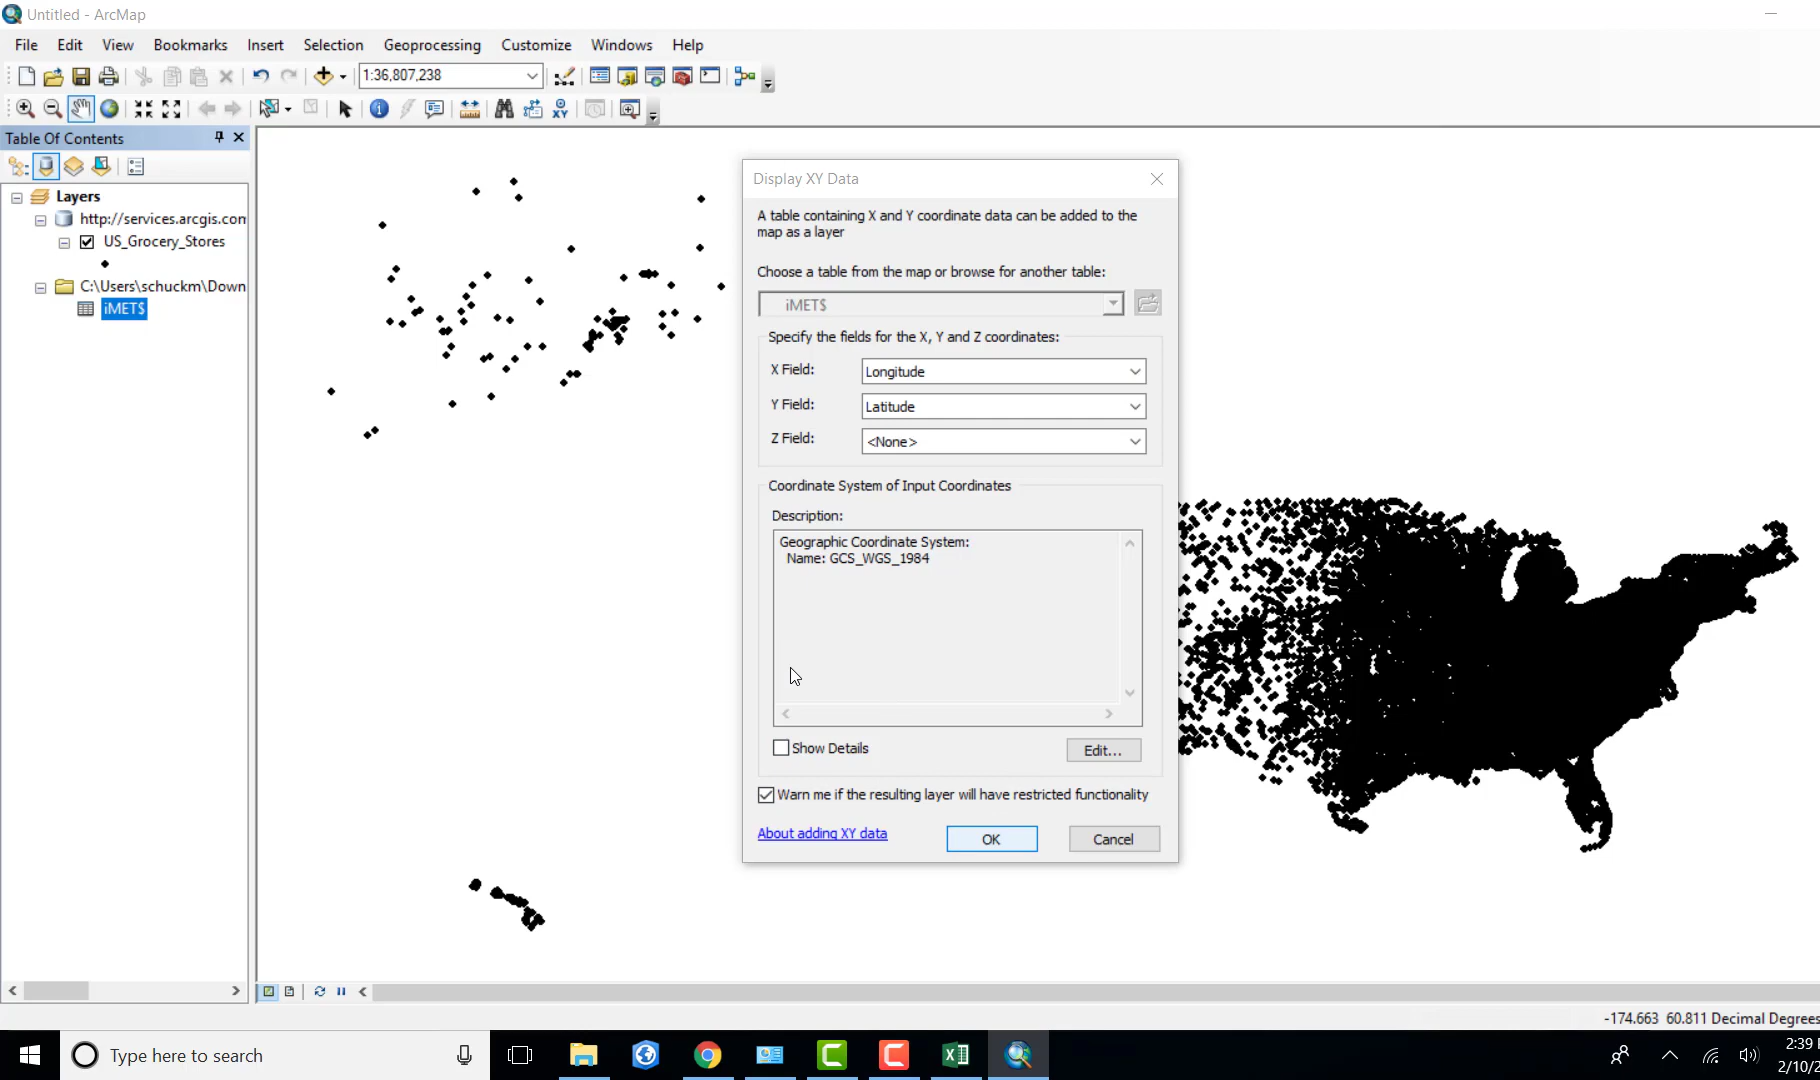 Untitled - ArcMap
File Edit View Bookmarks Insert Selection Geoprocessing Customize Windows Help
1:36,807,238
Table Of Contents
Layers
http://services.arcgis.com
US_Grocery_Stores
C:\Users\schuckm\Down
iMET$
Display XY Data
A table containing X and Y coordinate data can be added to the
map as a layer
Choose a table from the map or browse for another table:
iMET$
Specify the fields for the X, Y and Z coordinates:
X Field: Longitude
Y Field: Latitude
Z Field: <None>
Coordinate System of Input Coordinates
Description:
Geographic Coordinate System:
Name: GCS_WGS_1984
Show Details
Edit...
Warn me if the resulting layer will have restricted functionality
About adding XY data
OK
Cancel
-174.663 60.811 Decimal Degrees
Type here to search
2:39
2/10/2